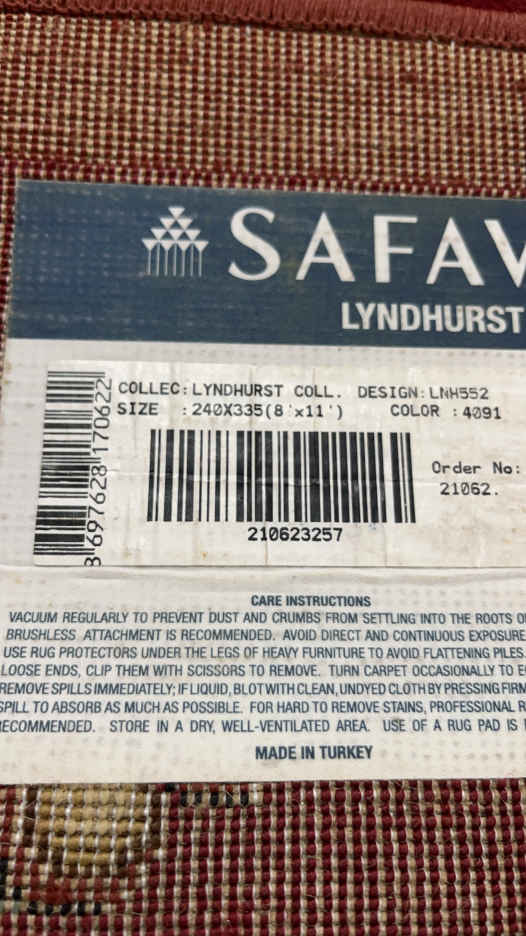 SAFAV
LYNDHURST
COLLEC:LYNDHURST COLL. DESIGN:LNH552
SIZE :240X335(8'x11') COLOR :4091
8 697628 170622
Order No:
21062.
210623257
CARE INSTRUCTIONS
VACUUM REGULARLY TO PREVENT DUST AND CRUMBS FROM SETTLING INTO THE ROOTS
BRUSHLESS ATTACHMENT IS RECOMMENDED. AVOID DIRECT AND CONTINUOUS EXPOSURE
USE RUG PROTECTORS UNDER THE LEGS OF HEAVY FURNITURE TO AVOID FLATTENING PILES.
LOOSE ENDS, CLIP THEM WITH SCISSORS TO REMOVE. TURN CARPET OCCASIONALLY TO
REMOVE SPILLS IMMEDIATELY; IF LIQUID, BLOT WITH CLEAN, UNDYED CLOTH BY PRESSING FIRM
SPILL TO ABSORB AS MUCH AS POSSIBLE. FOR HARD TO REMOVE STAINS, PROFESSIONAL R
RECOMMENDED. STORE IN A DRY, WELL-VENTILATED AREA. USE OF A RUG PAD IS
MADE IN TURKEY